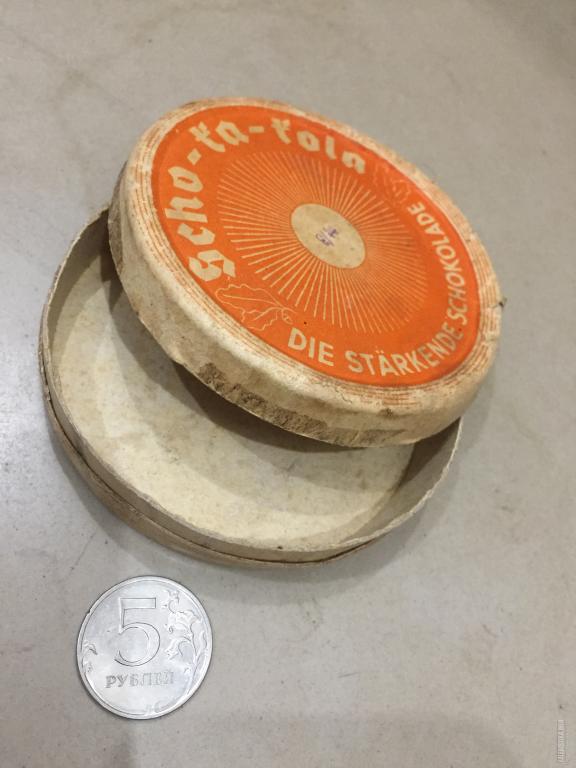 Scho-ka-kola
DIE STÄRKENDE SCHOKOLADE
5
РУБЛЕЙ